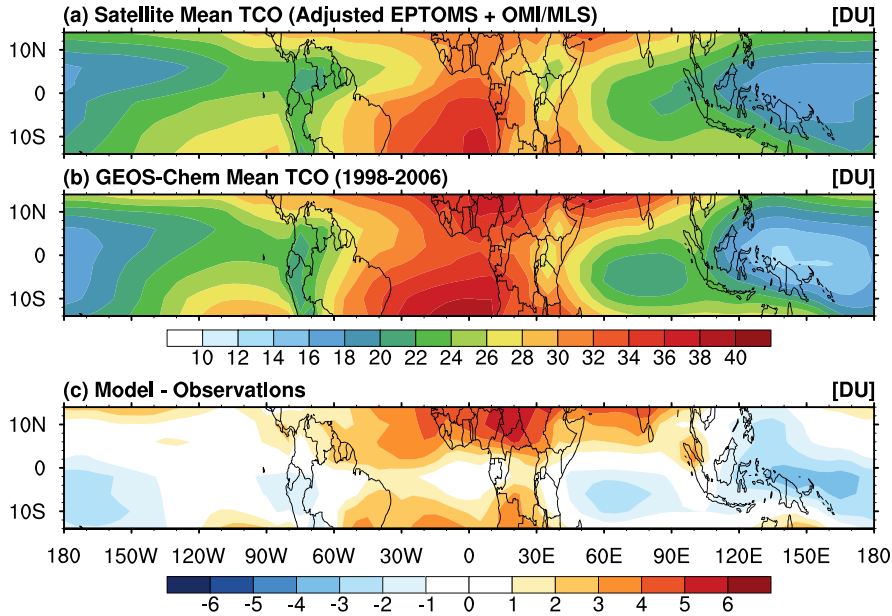 (a) Satellite Mean TCO (Adjusted EPTOMS + OMI/MLS) [DU]
10N
0
10S
(b) GEOS-Chem Mean TCO (1998-2006) [DU]
10N
0
10S
10 12 14 16 18 20 22 24 26 28 30 32 34 36 38 40
(c) Model - Observations [DU]
10N
0
10S
180 150W 120W 90W 60W 30W 0 30E 60E 90E 120E 150E 180
-6 -5 -4 -3 -2 -1 0 1 2 3 4 5 6